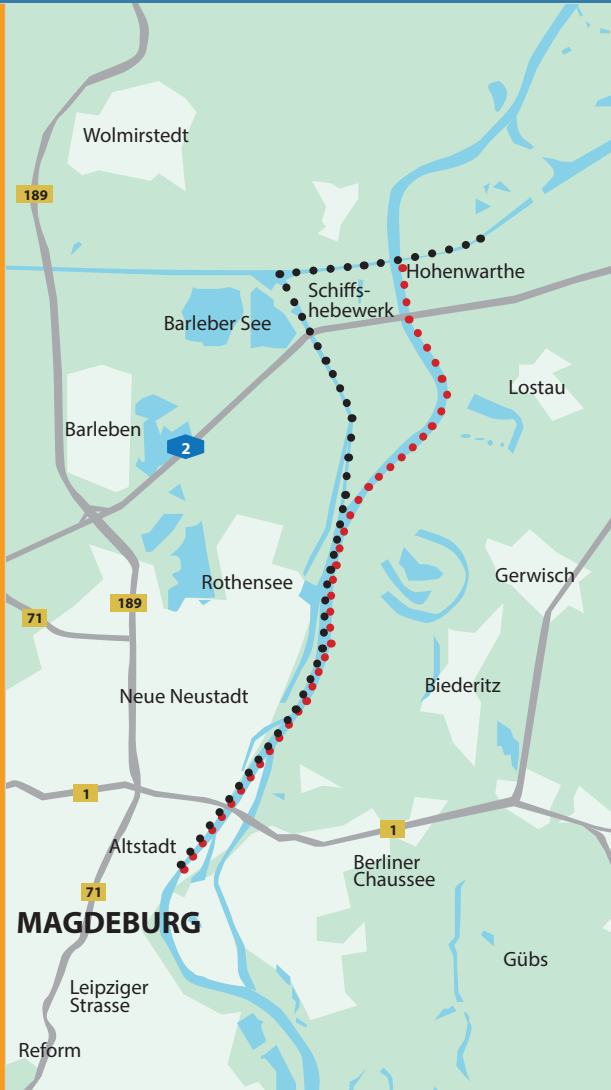 Wolmirstedt
189
Hohenwarthe
Schiffs-
hebewerk
Barleber See
Lostau
Barleben
2
Rothensee
Gerwisch
189
71
Biederitz
Neue Neustadt
1
1
Altstadt
Berliner
Chaussee
71
MAGDEBURG
Gübs
Leipziger
Strasse
Reform